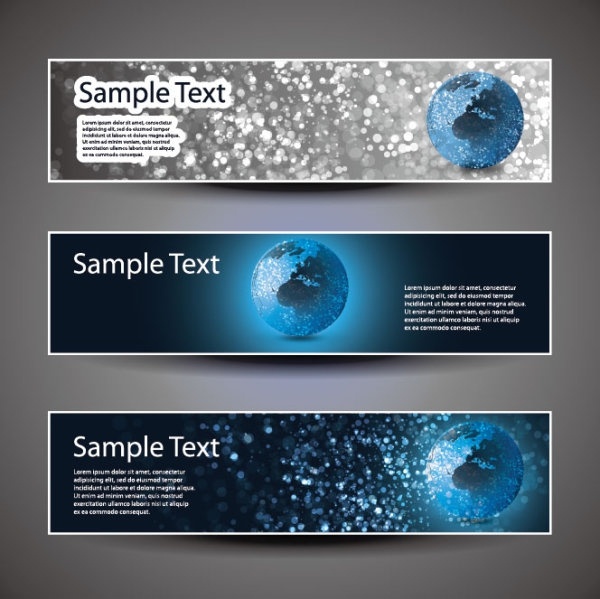 Sample Text
Lorem ipsum dolor sit amet, consectetur
adipisicing elit, sed do eiusmod
tempor incididunt ut labore
et dolore magna aliqua.
Ut enim ad minim veniam,
quis nostrud exercitation
ullamco laboris nisi ut aliquip
ex ea commodo consequat.
Sample Text
Lorem ipsum dolor sit amet, consectetur
adipisicing elit, sed do eiusmod
tempor incididunt ut labore
et dolore magna aliqua.
Ut enim ad minim veniam,
quis nostrud exercitation
ullamco laboris nisi ut aliquip
ex ea commodo consequat.
Sample Text
Lorem ipsum dolor sit amet, consectetur
adipisicing elit, sed do eiusmod
tempor incididunt ut labore
et dolore magna aliqua.
Ut enim ad minim veniam,
quis nostrud exercitation
ullamco laboris nisi ut aliquip
ex ea commodo consequat.